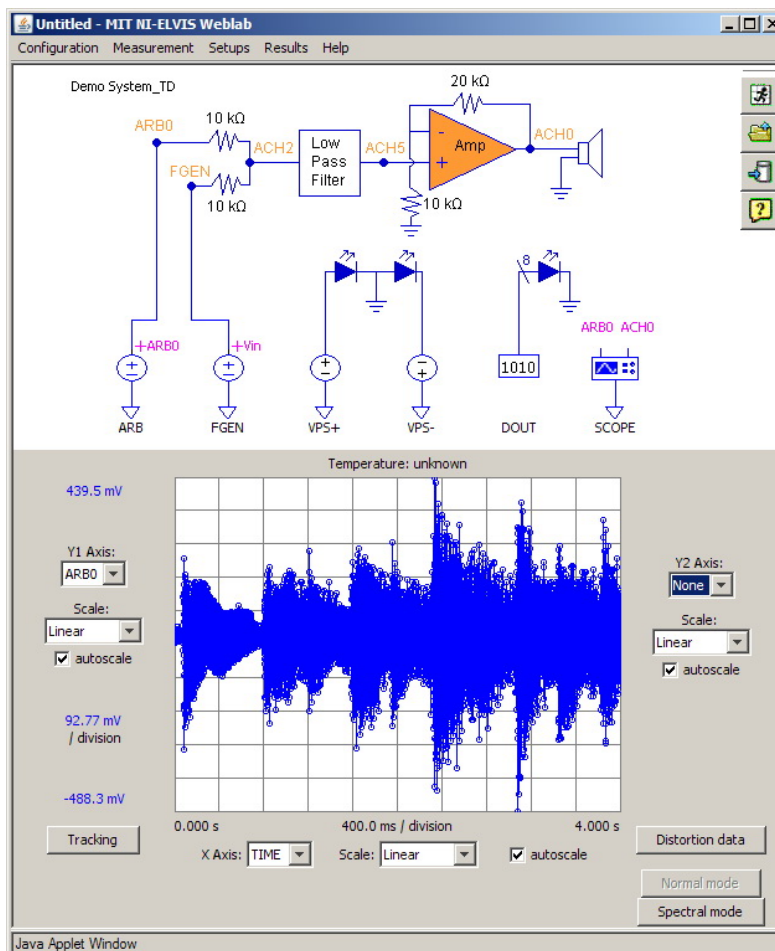 Untitled - MIT NI-ELVIS Weblab
Configuration Measurement Setups Results Help
Demo System_TD
20 kΩ
ARB0
10 kΩ
ACH2
Low
Pass
Filter
ACH5
-
Amp
+
ACH0
FGEN
10 kΩ
10 kΩ
8
ARB0 ACH0
+ARB0
+Vin
1010
ARB
FGEN
VPS+
VPS-
DOUT
SCOPE
Temperature: unknown
439.5 mV
Y1 Axis:
ARB0
Scale:
Linear
autoscale
92.77 mV
/ division
-488.3 mV
Tracking
Y2 Axis:
None
Scale:
Linear
autoscale
0.000 s
400.0 ms / division
4.000 s
X Axis: TIME
Scale: Linear
autoscale
Distortion data
Normal mode
Spectral mode
Java Applet Window